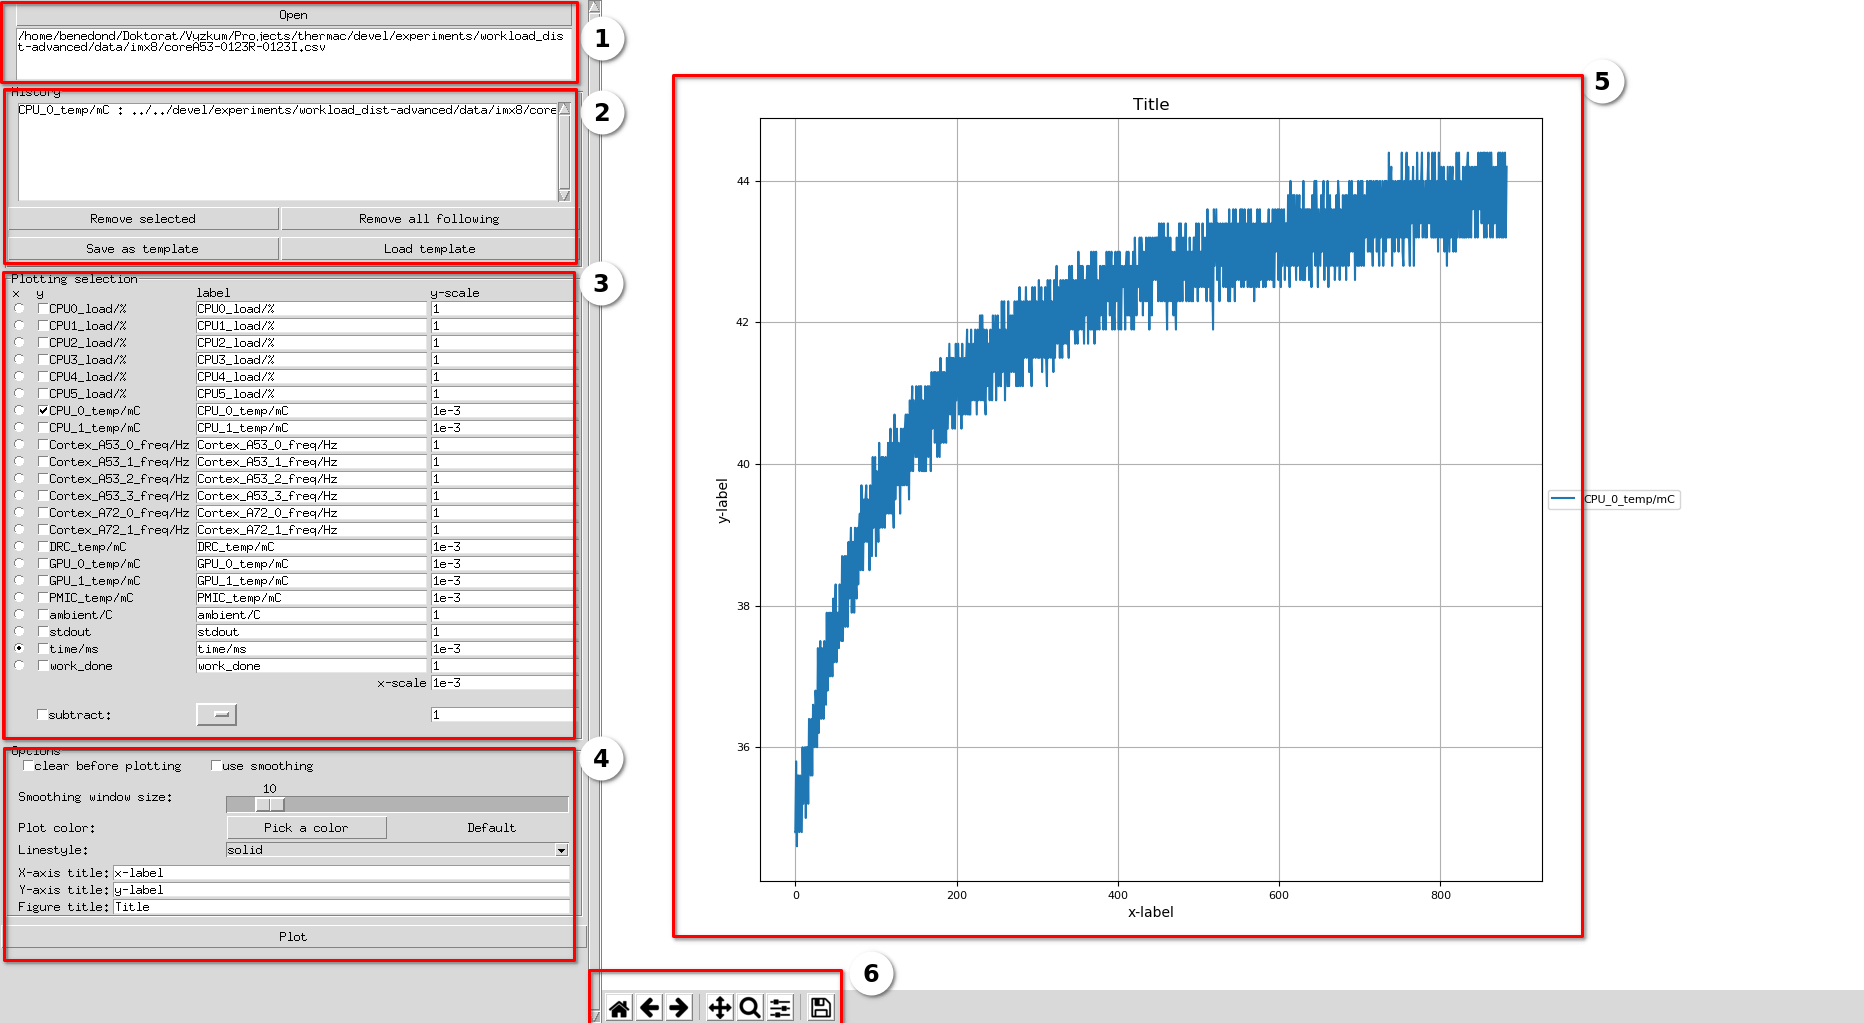 Open
/home/benedond/Doktorat/Vyzkum/Projects/thermac/devel/experiments/workload_dis
t-advanced/data/imx8/coreA53-0123R-0123I.csv
1
History
CPU_0_temp/mC : ../../devel/experiments/workload_dist-advanced/data/imx8/core
2
Remove selected Remove all following
Save as template Load template
Plotting selection
3
x y label y-scale
CPU0_load/% CPU0_load/% 1
CPU1_load/% CPU1_load/% 1
CPU2_load/% CPU2_load/% 1
CPU3_load/% CPU3_load/% 1
CPU4_load/% CPU4_load/% 1
CPU5_load/% CPU5_load/% 1
CPU_0_temp/mC CPU_0_temp/mC 1e-3
CPU_1_temp/mC CPU_1_temp/mC 1e-3
Cortex_A53_0_freq/Hz Cortex_A53_0_freq/Hz 1
Cortex_A53_1_freq/Hz Cortex_A53_1_freq/Hz 1
Cortex_A53_2_freq/Hz Cortex_A53_2_freq/Hz 1
Cortex_A53_3_freq/Hz Cortex_A53_3_freq/Hz 1
Cortex_A72_0_freq/Hz Cortex_A72_0_freq/Hz 1
Cortex_A72_1_freq/Hz Cortex_A72_1_freq/Hz 1
DRC_temp/mC DRC_temp/mC 1e-3
GPU_0_temp/mC GPU_0_temp/mC 1e-3
GPU_1_temp/mC GPU_1_temp/mC 1e-3
PMIC_temp/mC PMIC_temp/mC 1e-3
ambient/C ambient/C 1
stdout stdout 1
time/ms time/ms 1e-3
work_done work_done 1
x-scale 1e-3
subtract: 1
Options
4
clear before plotting use smoothing
10
Smoothing window size:
Plot color: Pick a color Default
Linestyle: solid
X-axis title: x-label
Y-axis title: y-label
Figure title: Title
Plot
5
Title
44
42
40
38
36
y-label
0 200 400 600 800
x-label
CPU_0_temp/mC
6